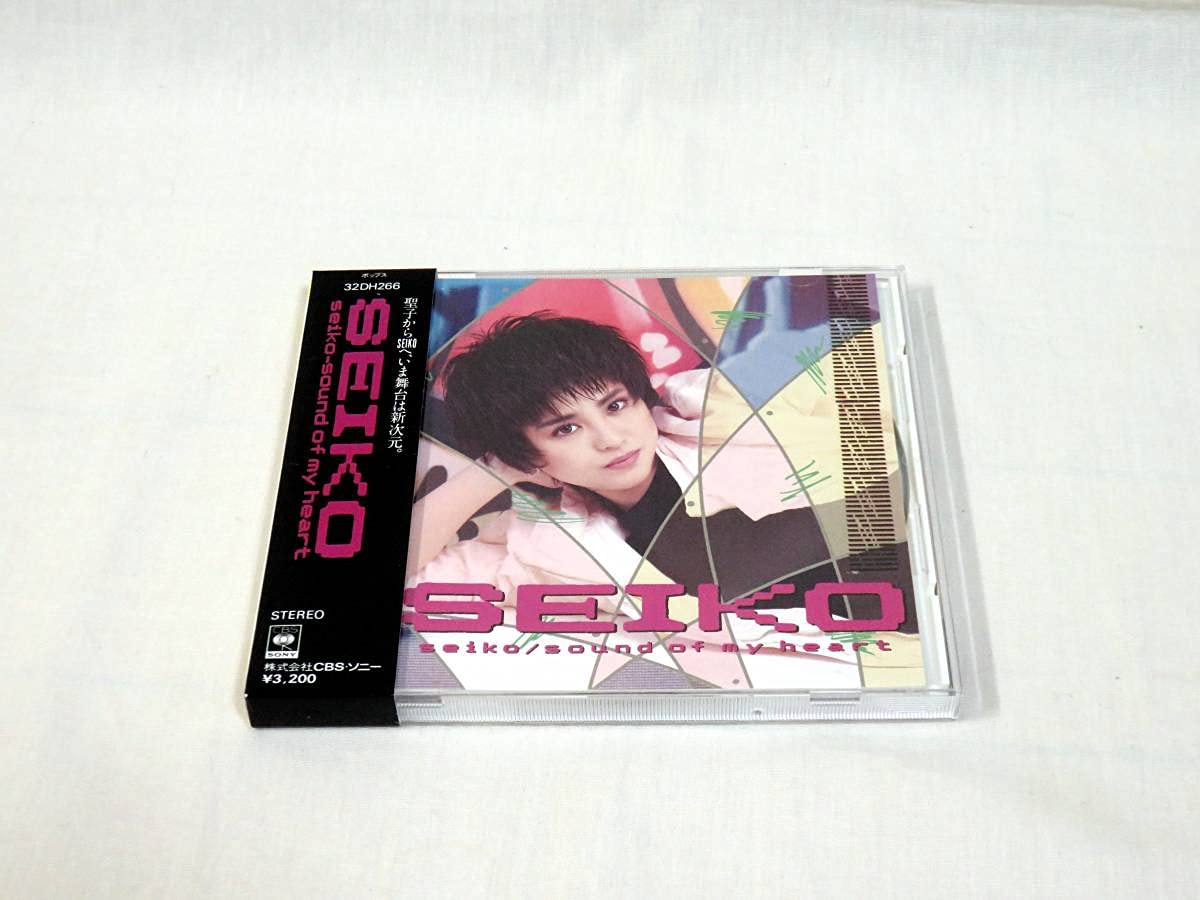 ポップス
32DH266
SEIKO
seiko-sound of my heart
聖子からSEIKOへ、いま舞台は新次元。
STEREO
CBS
SONY
株式会社CBS・ソニー
¥3,200
SEIKO
seiko/sound of my heart